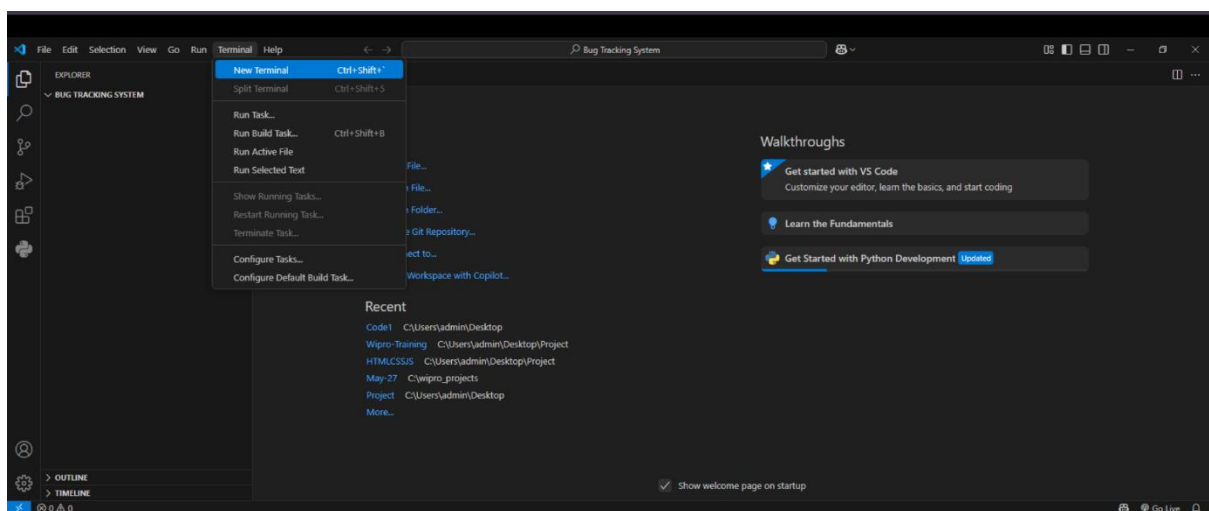 File Edit Selection View Go Run Terminal Help
Bug Tracking System
EXPLORER
BUG TRACKING SYSTEM
New Terminal Ctrl+Shift+`
Split Terminal Ctrl+Shift+5
Run Task...
Run Build Task... Ctrl+Shift+B
Run Active File
Run Selected Text
Show Running Tasks...
Restart Running Task...
Terminate Task...
Configure Tasks...
Configure Default Build Task...
File...
File...
Folder...
Git Repository...
ect to...
Workspace with Copilot...
Recent
Code1 C:\Users\admin\Desktop
Wipro-Training C:\Users\admin\Desktop\Project
HTMLCSSJS C:\Users\admin\Desktop\Project
May-27 C:\wipro_projects
Project C:\Users\admin\Desktop
More...
Walkthroughs
Get started with VS Code
Customize your editor, learn the basics, and start coding
Learn the Fundamentals
Get Started with Python Development Updated
Show welcome page on startup
OUTLINE
TIMELINE
0 0
Go Live